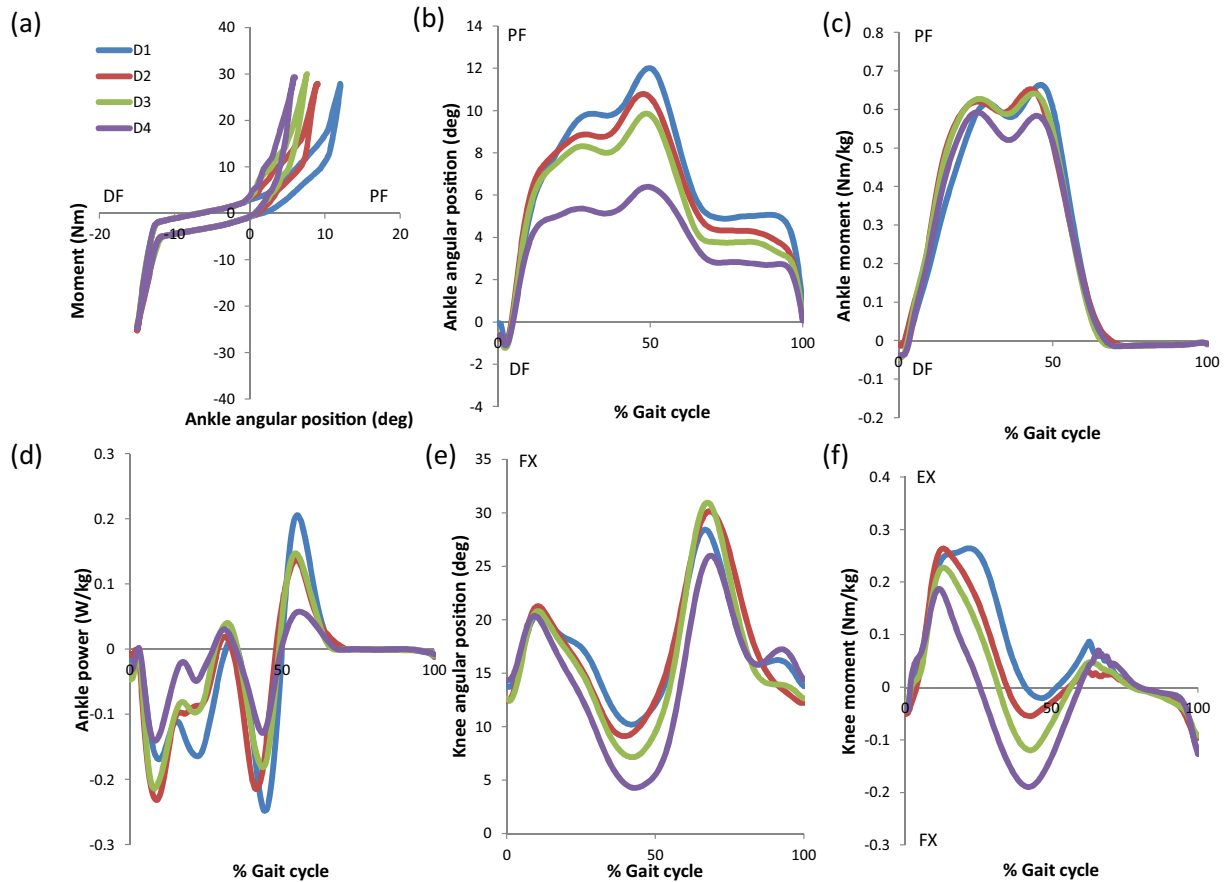 (a)
D1
D2
D3
D4
40
30
20
10
0
-10
-20
-30
-40
-20
-10
0
10
20
DF
PF
Moment (Nm)
Ankle angular position (deg)
(b)
PF
14
12
10
8
6
4
2
0
-2
-4
0
50
100
DF
Ankle angular position (deg)
% Gait cycle
(c)
PF
0.8
0.7
0.6
0.5
0.4
0.3
0.2
0.1
0
-0.1
-0.2
0
50
100
DF
Ankle moment (Nm/kg)
% Gait cycle
(d)
0.3
0.2
0.1
0
-0.1
-0.2
-0.3
0
50
100
Ankle power (W/kg)
% Gait cycle
(e)
FX
35
30
25
20
15
10
5
0
0
50
100
Knee angular position (deg)
% Gait cycle
(f)
EX
0.4
0.3
0.2
0.1
0
-0.1
-0.2
-0.3
0
50
100
FX
Knee moment (Nm/kg)
% Gait cycle